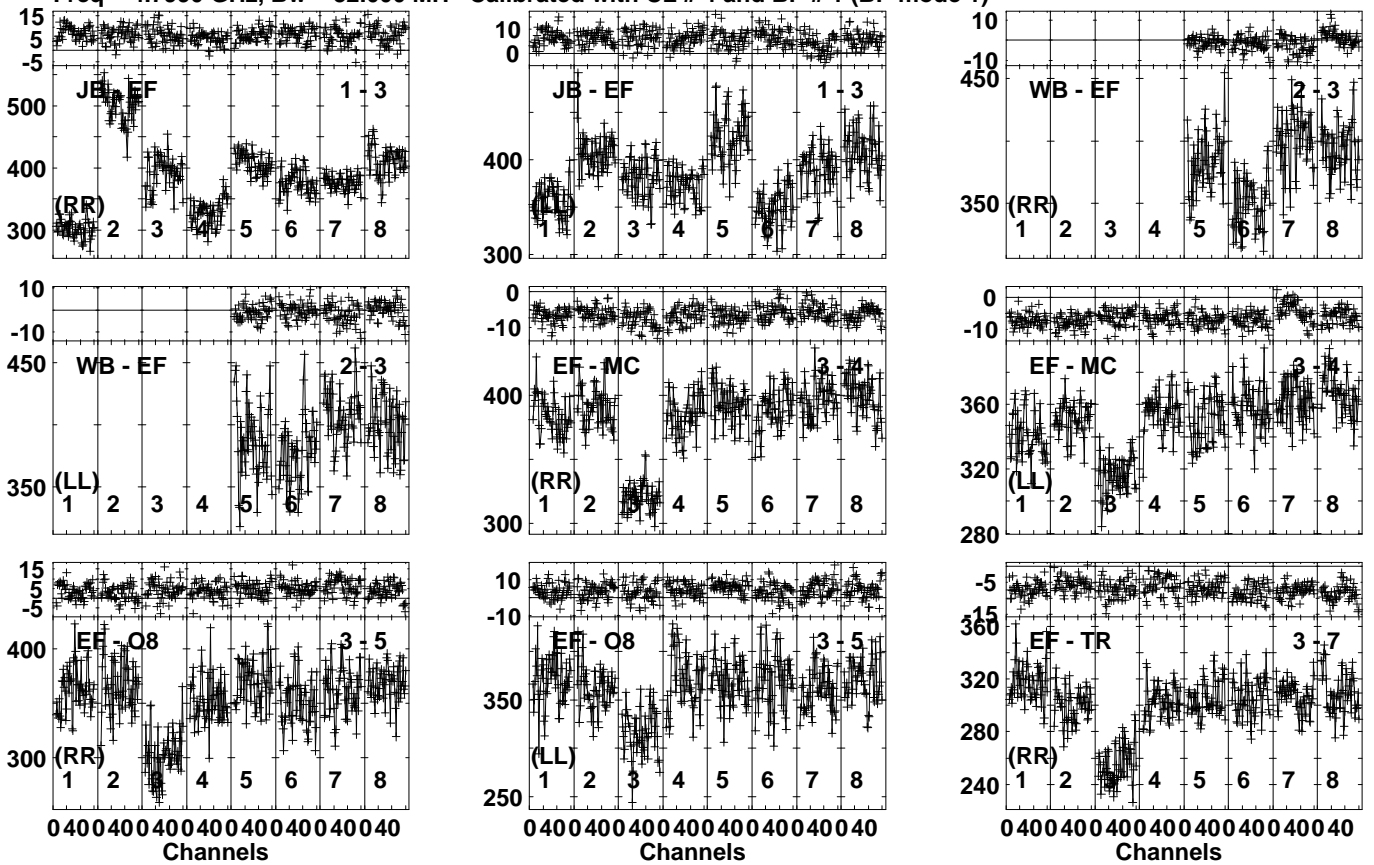 15 5 -5
JB - EF 1 - 3
500 400 300
(RR) 1 2 3 4 5 6 7 8
10 0
JB - EF 1 - 3
400 300
(LL) 1 2 3 4 5 6 7 8
10 -10
WB - EF 2 - 3
450 350
(RR) 1 2 3 4 5 6 7 8
10 0 -10
WB - EF 2 - 3
450 350
(LL) 1 2 3 4 5 6 7 8
0 -10
EF - MC 3 - 4
400 300
(RR) 1 2 3 4 5 6 7 8
0 -10
EF - MC 3 - 4
360 320 280
(LL) 1 2 3 4 5 6 7 8
15 5 -5
EF - O8 3 - 5
400 300
(RR) 1 2 3 4 5 6 7 8
0 40 0 40 0 40 0 40 0 40 0 40 0 40 0 40
Channels
10 0 -10
EF - O8 3 - 5
350 250
(LL) 1 2 3 4 5 6 7 8
0 40 0 40 0 40 0 40 0 40 0 40 0 40 0 40
Channels
-5 -15
EF - TR 3 - 7
360 320 280 240
(RR) 1 2 3 4 5 6 7 8
0 40 0 40 0 40 0 40 0 40 0 40 0 40 0 40
Channels